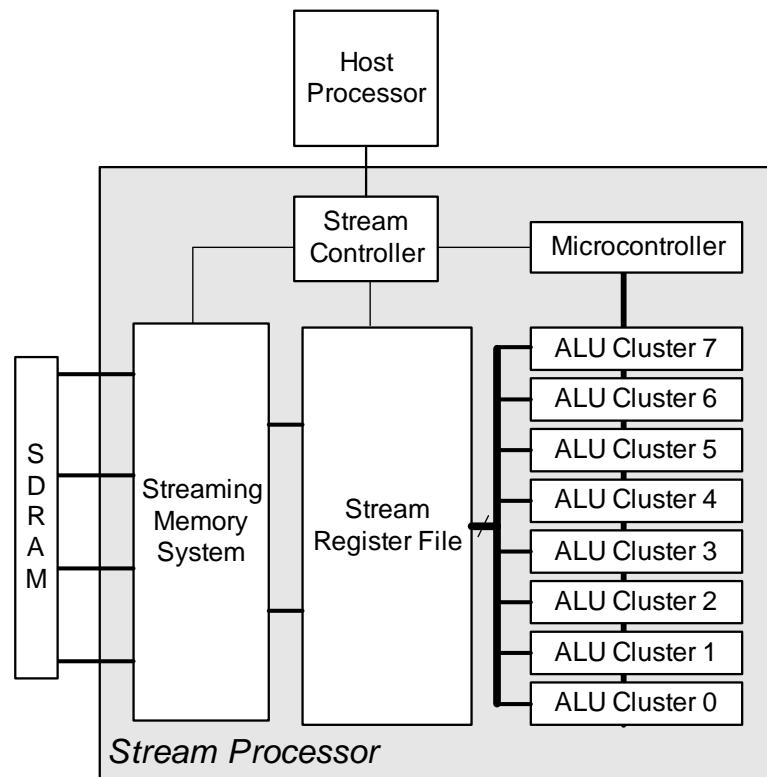 Host
Processor
Stream
Controller
Microcontroller
ALU Cluster 7
ALU Cluster 6
ALU Cluster 5
ALU Cluster 4
ALU Cluster 3
ALU Cluster 2
ALU Cluster 1
ALU Cluster 0
S
D
R
A
M
Streaming
Memory
System
Stream
Register File
Stream Processor